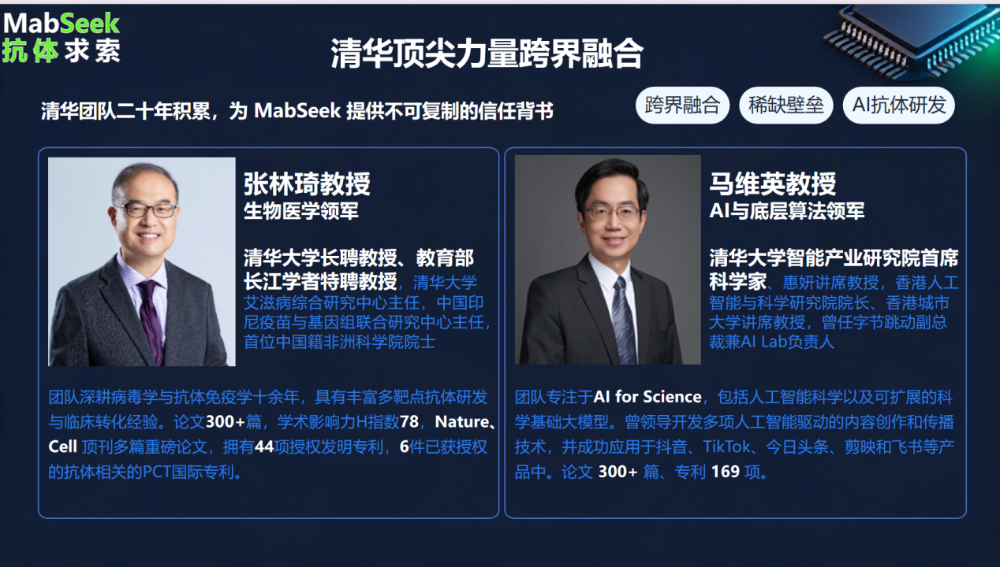 MabSeek
抗体求索
清华顶尖力量跨界融合
清华团队二十年积累，为 MabSeek 提供不可复制的信任背书
跨界融合
稀缺壁垒
AI抗体研发
张林琦教授
生物医学领军
清华大学长聘教授、教育部
长江学者特聘教授，清华大学
艾滋病综合研究中心主任，中国印
尼疫苗与基因组联合研究中心主任，
首位中国籍非洲科学院院士
团队深耕病毒学与抗体免疫学十余年，具有丰富多靶点抗体研发
与临床转化经验。论文300+篇，学术影响力H指数78，Nature、
Cell 顶刊多篇重磅论文，拥有44项授权发明专利，6件已获授权
的抗体相关的PCT国际专利。
马维英教授
AI与底层算法领军
清华大学智能产业研究院首席
科学家、惠妍讲席教授，香港人工
智能与科学研究院院长、香港城市
大学讲席教授，曾任字节跳动副总
裁兼AI Lab负责人
团队专注于AI for Science，包括人工智能科学以及可扩展的科
学基础大模型。曾领导开发多项人工智能驱动的内容创作和传播
技术，并成功应用于抖音、TikTok、今日头条、剪映和飞书等产
品中。论文 300+ 篇、专利 169 项。